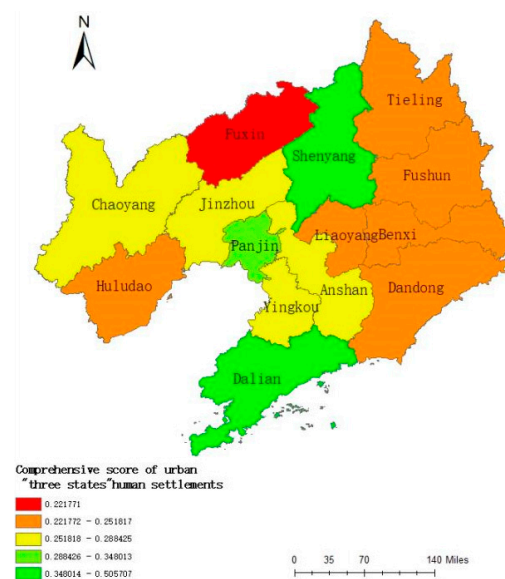 N
Tieling
Fuxin
Shenyang
Fushun
Chaoyang
Jinzhou
Liaoyang
Benxi
Panjin
Huludao
Anshan
Dandong
Yingkou
Dalian
Comprehensive score of urban
"three states"human settlements
0.221771
0.221772 - 0.251817
0.251818 - 0.288425
0.288426 - 0.348013
0.348014 - 0.505707
0 35 70 140 Miles